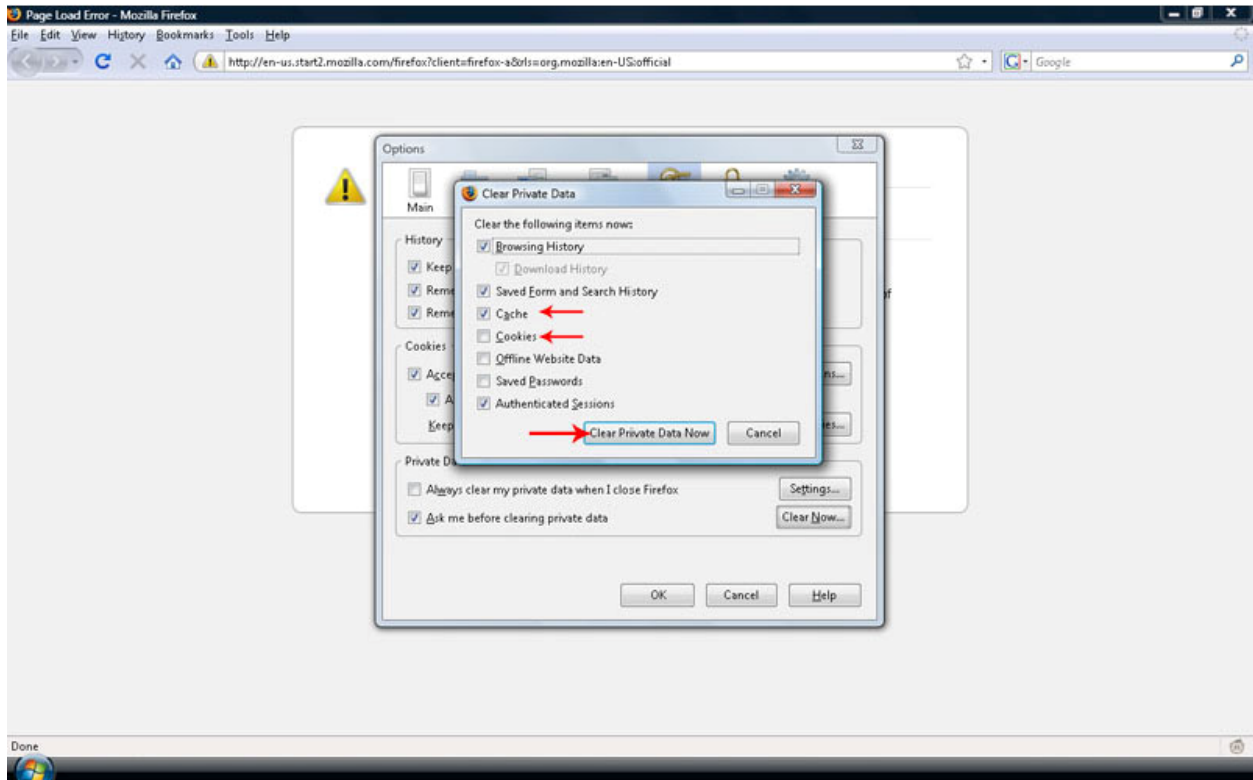 Page Load Error - Mozilla Firefox
File Edit View History Bookmarks Tools Help
http://en-us.start2.mozilla.com/firefox?client=firefox-a&rls=org.mozilla:en-US:official
Google
Options
Main
Clear Private Data
Clear the following items now:
Browsing History
Download History
Saved Form and Search History
Cache
Cookies
Offline Website Data
Saved Passwords
Authenticated Sessions
Clear Private Data Now Cancel
History
Keep
Reme
Reme
of
Cookies
Accep
A
ns...
Keep
es...
Private Da
Always clear my private data when I close Firefox Settings...
Ask me before clearing private data Clear Now...
OK Cancel Help
Done